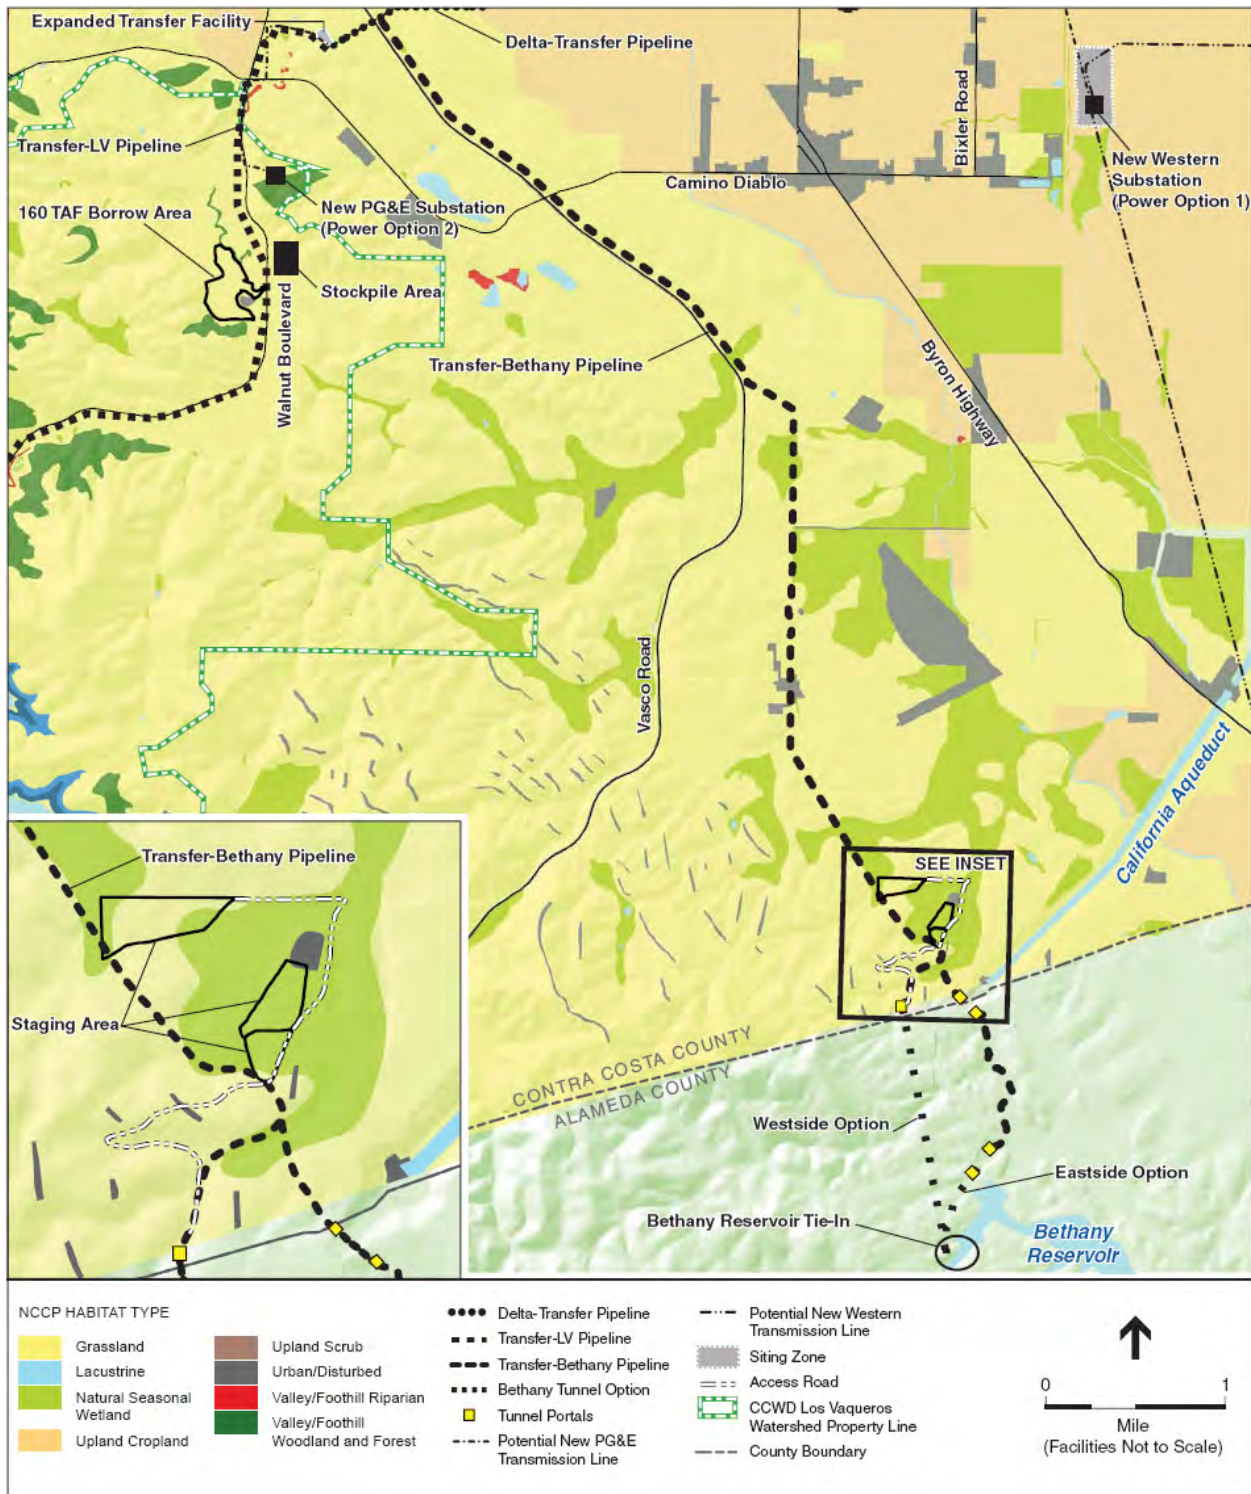 Expanded Transfer Facility
Delta-Transfer Pipeline
Transfer-LV Pipeline
160 TAF Borrow Area
New PG&E Substation
(Power Option 2)
Stockpile Area
Walnut Boulevard
Camino Diablo
Bixler Road
New Western
Substation
(Power Option 1)
Transfer-Bethany Pipeline
Byron Highway
Vasco Road
California Aqueduct
SEE INSET
CONTRA COSTA COUNTY
ALAMEDA COUNTY
Westside Option
Eastside Option
Bethany Reservoir Tie-In
Bethany
Reservoir
Transfer-Bethany Pipeline
Staging Area
NCCP HABITAT TYPE
Grassland
Lacustrine
Natural Seasonal
Wetland
Upland Cropland
Upland Scrub
Urban/Disturbed
Valley/Foothill Riparian
Valley/Foothill
Woodland and Forest
Delta-Transfer Pipeline
Transfer-LV Pipeline
Transfer-Bethany Pipeline
Bethany Tunnel Option
Tunnel Portals
Potential New PG&E
Transmission Line
Potential New Western
Transmission Line
Siting Zone
Access Road
CCWD Los Vaqueros
Watershed Property Line
County Boundary
0 1
Mile
(Facilities Not to Scale)